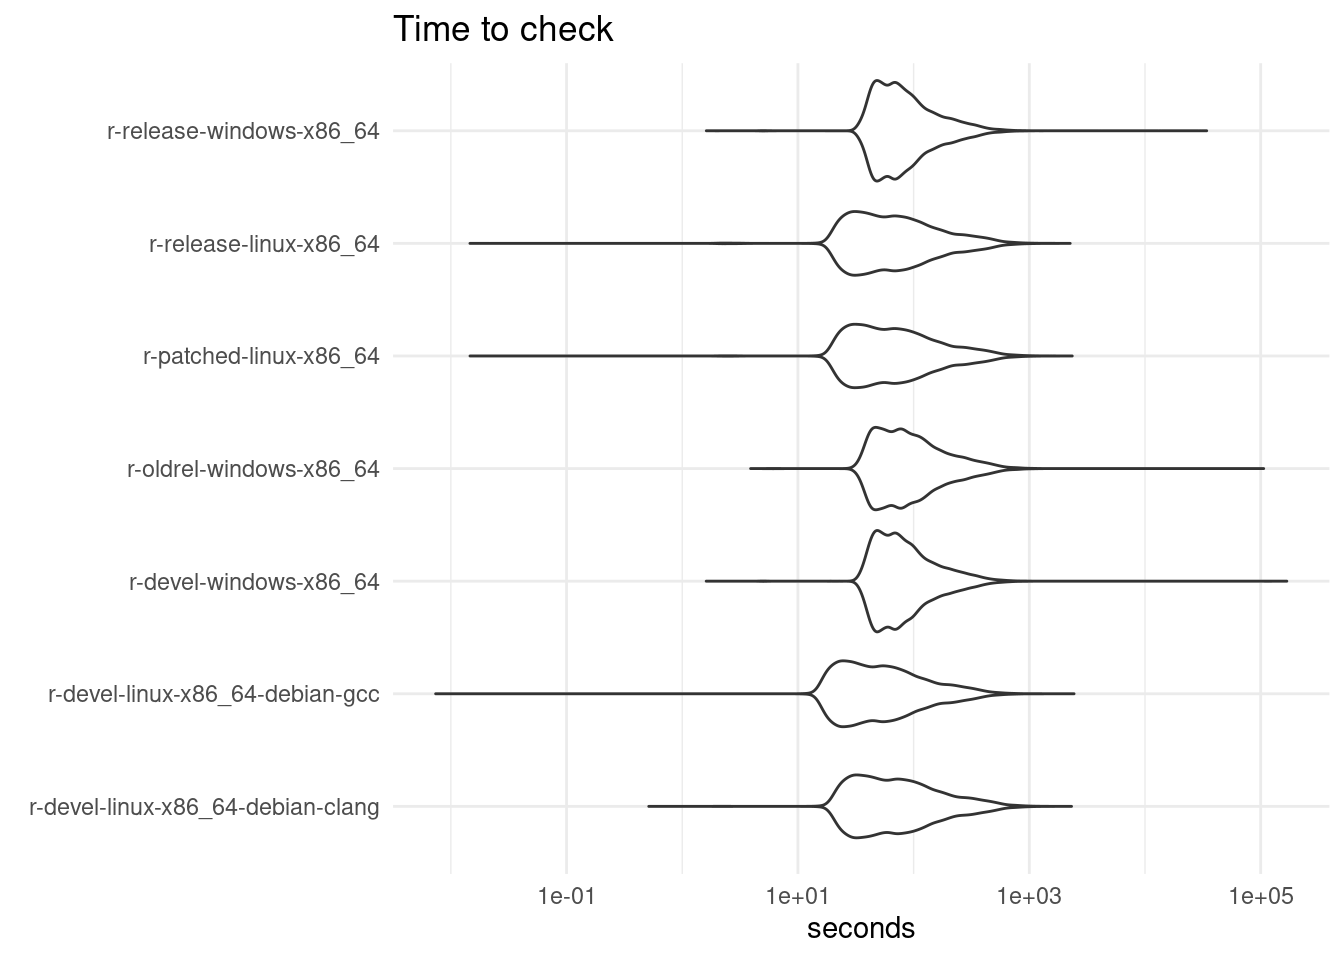 Time to check
r-release-windows-x86_64
r-release-linux-x86_64
r-patched-linux-x86_64
r-oldrel-windows-x86_64
r-devel-windows-x86_64
r-devel-linux-x86_64-debian-gcc
r-devel-linux-x86_64-debian-clang
1e-01 1e+01 1e+03 1e+05
seconds